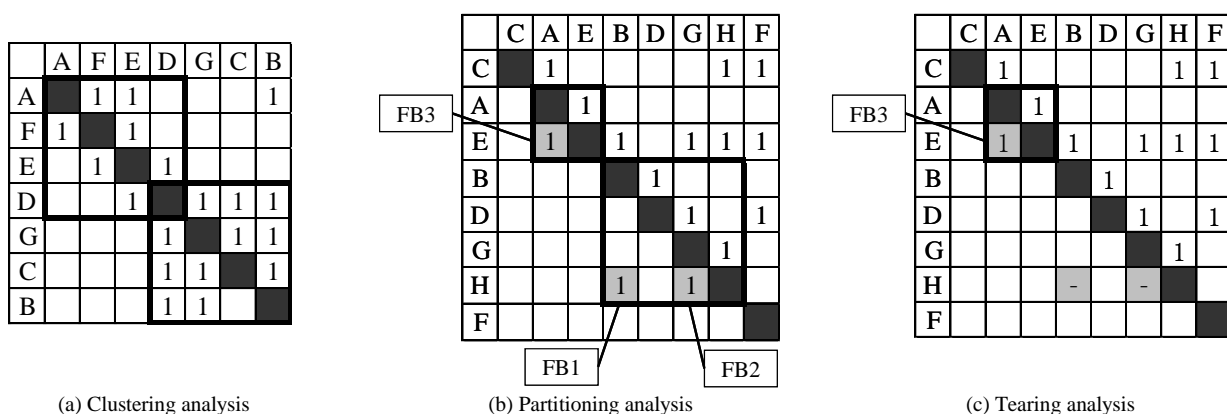 A F E D G C B
A 1 1 1
F 1 1
E 1 1
D 1 1 1 1
G 1 1 1
C 1 1 1
B 1 1
(a) Clustering analysis
C A E B D G H F
C 1 1 1
A 1
E 1 1 1 1 1
B 1
D 1 1
G 1
H 1 1
F
FB3
FB1
FB2
(b) Partitioning analysis
C A E B D G H F
C 1 1 1
A 1
E 1 1 1 1 1
B 1
D 1 1
G 1
H - -
F
FB3
(c) Tearing analysis